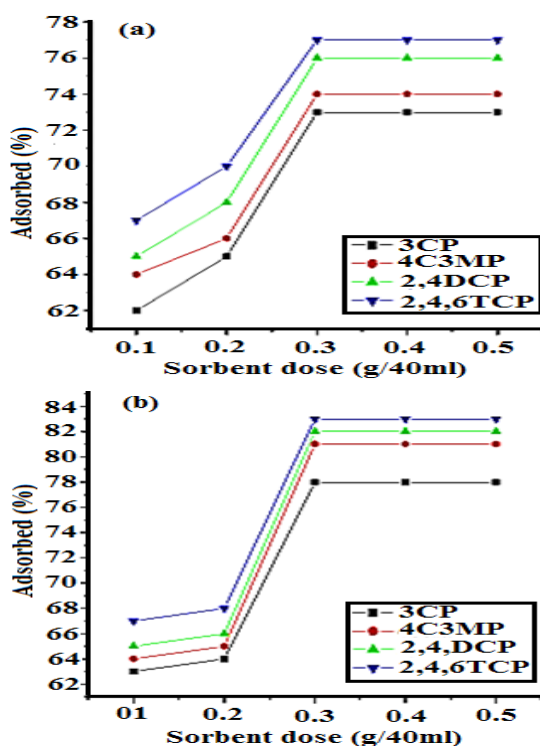 (a)
Adsorbed (%)
78
76
74
72
70
68
66
64
62
3CP
4C3MP
2,4DCP
2,4,6TCP
0.1 0.2 0.3 0.4 0.5
Sorbent dose (g/40ml)
(b)
Adsorbed (%)
84
82
80
78
76
74
72
70
68
66
64
62
3CP
4C3MP
2,4,DCP
2,4,6TCP
01 0.2 0.3 0.4 0.5
Sorbent dose (g/40ml)